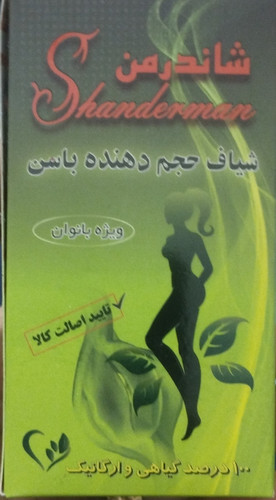 شاندرمن
Shanderman
شیاف حجم دهنده باسن
ویژه بانوان
تایید اصالت کالا
۱۰۰ درصد گیاهی و ارگانیک